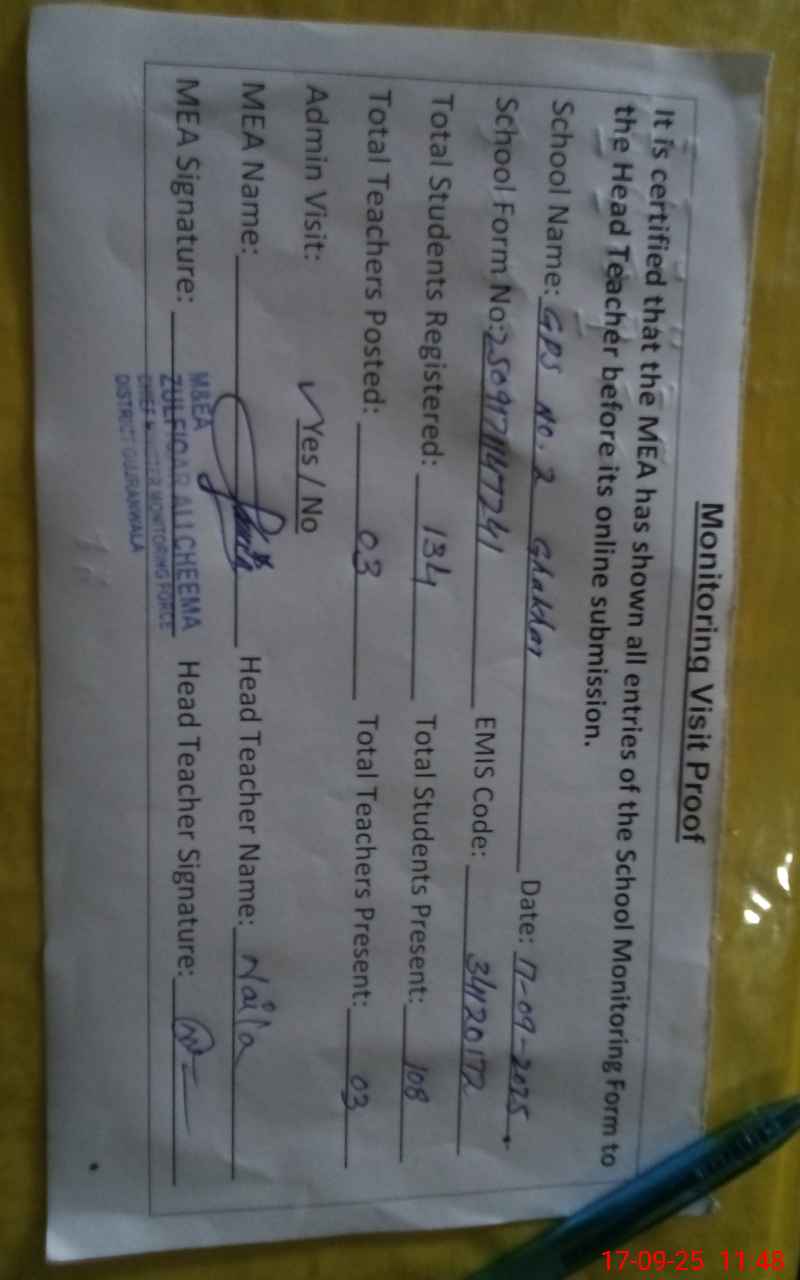 Monitoring Visit Proof
It is certified that the MEA has shown all entries of the School Monitoring Form to
the Head Teacher before its online submission.
School Name: GPS No. 2 Ghakhar Date: 17-09-2025.
School Form No: EMIS Code: 34120172
Total Students Registered: 134 Total Students Present: 108
Total Teachers Posted: 03 Total Teachers Present: 03
Admin Visit: ✓Yes / No
MEA Name: Head Teacher Name: Naila
MEA Signature: Head Teacher Signature:
M&EA
ZULFIQAR ALI CHEEMA
CHIEF MINISTER MONITORING FORCE
DISTRICT GUJRANWALA
17-09-25 11:48